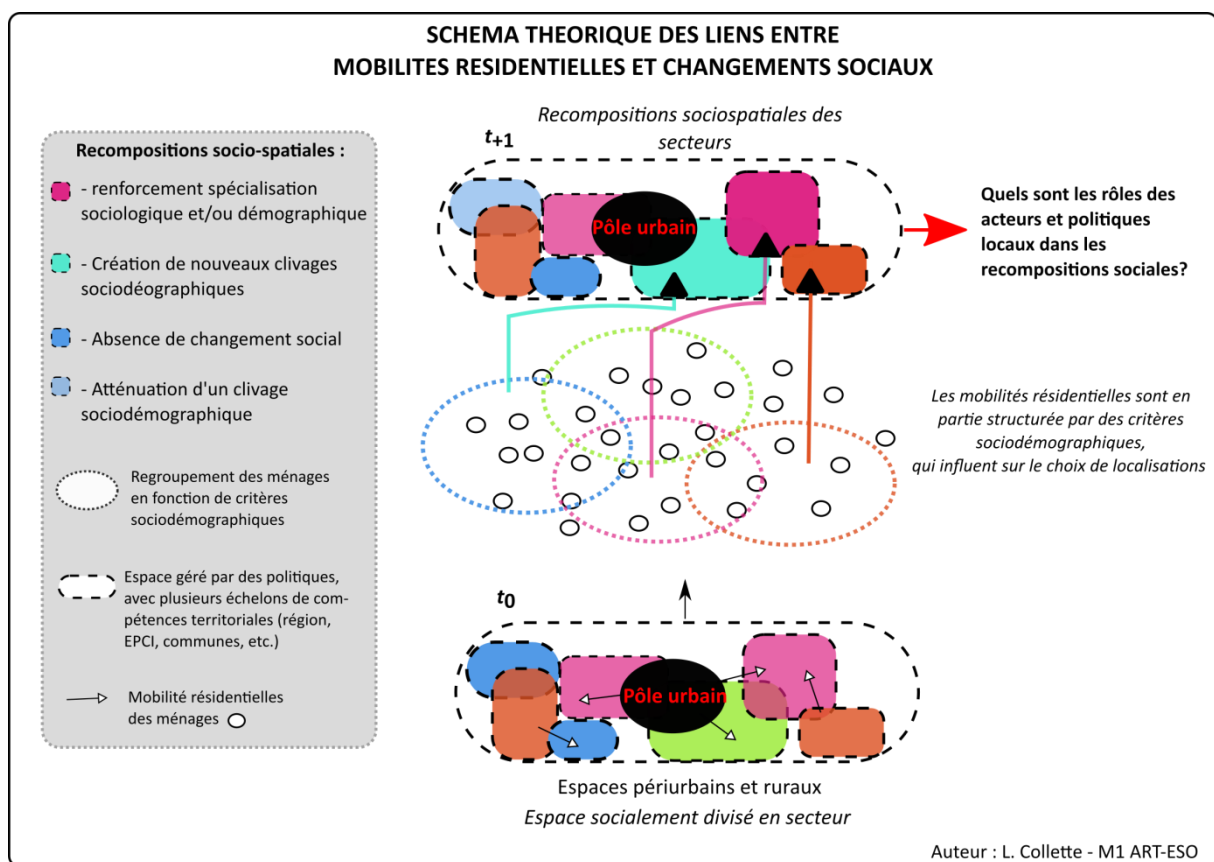 SCHEMA THEORIQUE DES LIENS ENTRE
MOBILITES RESIDENTIELLES ET CHANGEMENTS SOCIAUX
Recompositions socio-spatiales :
- renforcement spécialisation
sociologique et/ou démographique
- Création de nouveaux clivages
sociodéographiques
- Absence de changement social
- Atténuation d'un clivage
sociodémographique
Regroupement des ménages
en fonction de critères
sociodémographiques
Espace géré par des politiques,
avec plusieurs échelons de com-
pétences territoriales (région,
EPCI, communes, etc.)
Mobilité résidentielles
des ménages
Recompositions sociospatiales des
secteurs
t+1
Pôle urbain
Quels sont les rôles des
acteurs et politiques
locaux dans les
recompositions sociales?
Les mobilités résidentielles sont en
partie structurée par des critères
sociodémographiques,
qui influent sur le choix de localisations
t0
Pôle urbain
Espaces périurbains et ruraux
Espace socialement divisé en secteur
Auteur : L. Collette - M1 ART-ESO